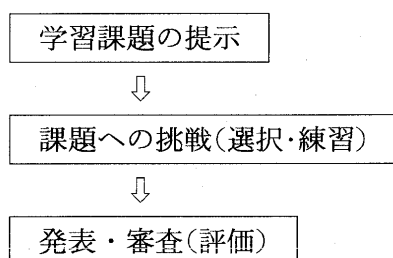 学習課題の提示
⇩
課題への挑戦(選択·練習)
⇩
発表・審査(評価)